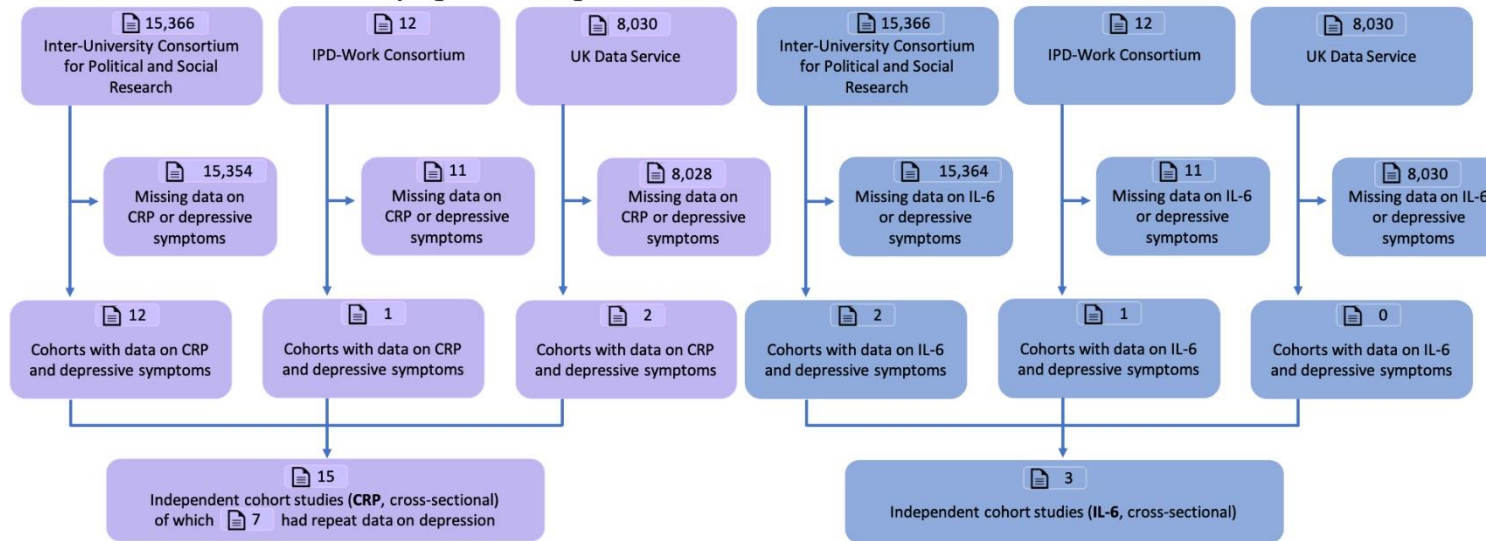 15,366
Inter-University Consortium
for Political and Social
Research
12
IPD-Work Consortium
8,030
UK Data Service
15,366
Inter-University Consortium
for Political and Social
Research
12
IPD-Work Consortium
8,030
UK Data Service
15,354
Missing data on
CRP or depressive
symptoms
11
Missing data on
CRP or depressive
symptoms
8,028
Missing data on
CRP or depressive
symptoms
15,364
Missing data on IL-6
or depressive
symptoms
11
Missing data on IL-6
or depressive
symptoms
8,030
Missing data on IL-6
or depressive
symptoms
12
Cohorts with data on CRP
and depressive symptoms
1
Cohorts with data on CRP
and depressive symptoms
2
Cohorts with data on CRP
and depressive symptoms
2
Cohorts with data on IL-6
and depressive symptoms
1
Cohorts with data on IL-6
and depressive symptoms
0
Cohorts with data on IL-6
and depressive symptoms
15
Independent cohort studies (CRP, cross-sectional)
of which 7 had repeat data on depression
3
Independent cohort studies (IL-6, cross-sectional)